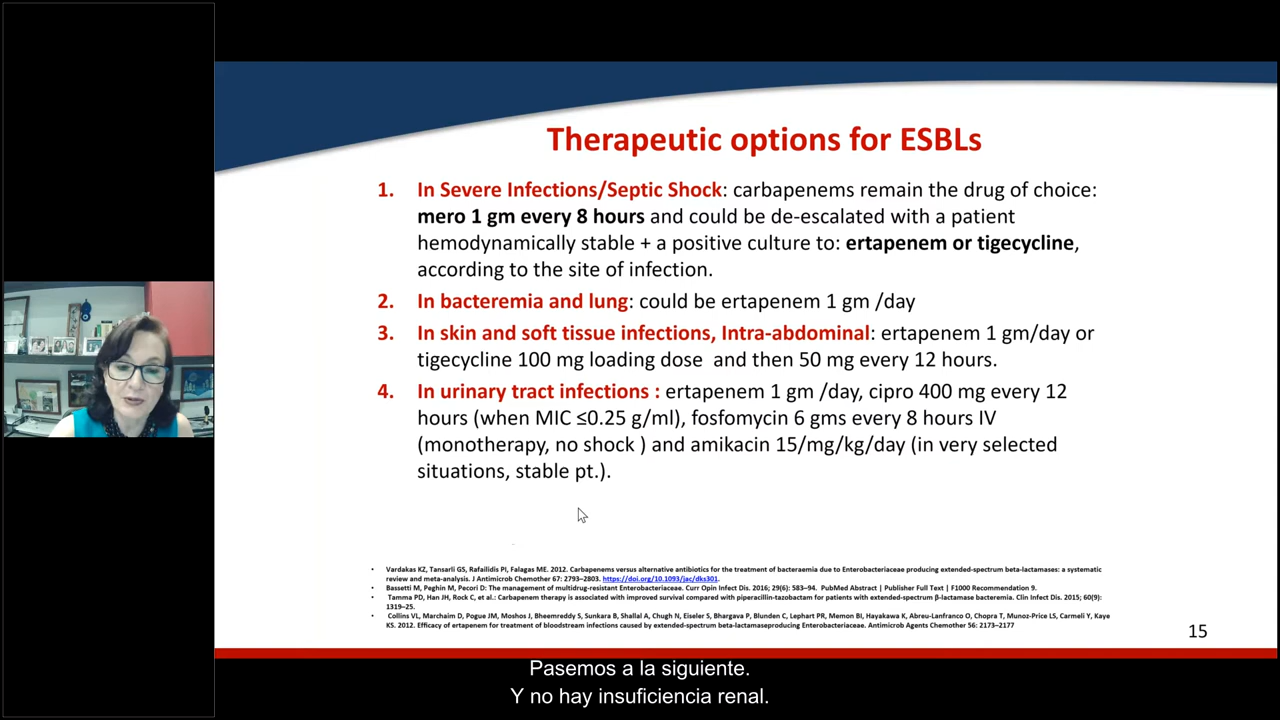 Therapeutic options for ESBLs
1. In Severe Infections/Septic Shock: carbapenems remain the drug of choice:
mero 1 gm every 8 hours and could be de-escalated with a patient
hemodynamically stable + a positive culture to: ertapenem or tigecycline,
according to the site of infection.
2. In bacteremia and lung: could be ertapenem 1 gm /day
3. In skin and soft tissue infections, Intra-abdominal: ertapenem 1 gm/day or
tigecycline 100 mg loading dose and then 50 mg every 12 hours.
4. In urinary tract infections : ertapenem 1 gm /day, cipro 400 mg every 12
hours (when MIC ≤0.25 g/ml), fosfomycin 6 gms every 8 hours IV
(monotherapy, no shock ) and amikacin 15/mg/kg/day (in very selected
situations, stable pt.).
• Vardakas KZ, Tansarli GS, Rafailidis PI, Falagas ME. 2012. Carbapenems versus alternative antibiotics for the treatment of bacteraemia due to Enterobacteriaceae producing extended-spectrum beta-lactamases: a systematic
review and meta-analysis. J Antimicrob Chemother 67: 2793–2803. https://doi.org/10.1093/jac/dks301.
• Bassetti M, Peghin M, Pecori D: The management of multidrug-resistant Enterobacteriaceae. Curr Opin Infect Dis. 2016; 29(6): 583–94. PubMed Abstract | Publisher Full Text | F1000 Recommendation 9.
• Tamma PD, Han JH, Rock C, et al.: Carbapenem therapy is associated with improved survival compared with piperacillin-tazobactam for patients with extended-spectrum β-lactamase bacteremia. Clin Infect Dis. 2015; 60(9):
1319–25.
• Collins VL, Marchaim D, Pogue JM, Moshos J, Bheemreddy S, Sunkara B, Shallal A, Chugh N, Eiseler S, Bhargava P, Blunden C, Lephart PR, Memon BI, Hayakawa K, Abreu-Lanfranco O, Chopra T, Munoz-Price LS, Carmeli Y, Kaye
KS. 2012. Efficacy of ertapenem for treatment of bloodstream infections caused by extended-spectrum beta-lactamaseproducing Enterobacteriaceae. Antimicrob Agents Chemother 56: 2173–2177
15
Pasemos a la siguiente.
Y no hay insuficiencia renal.